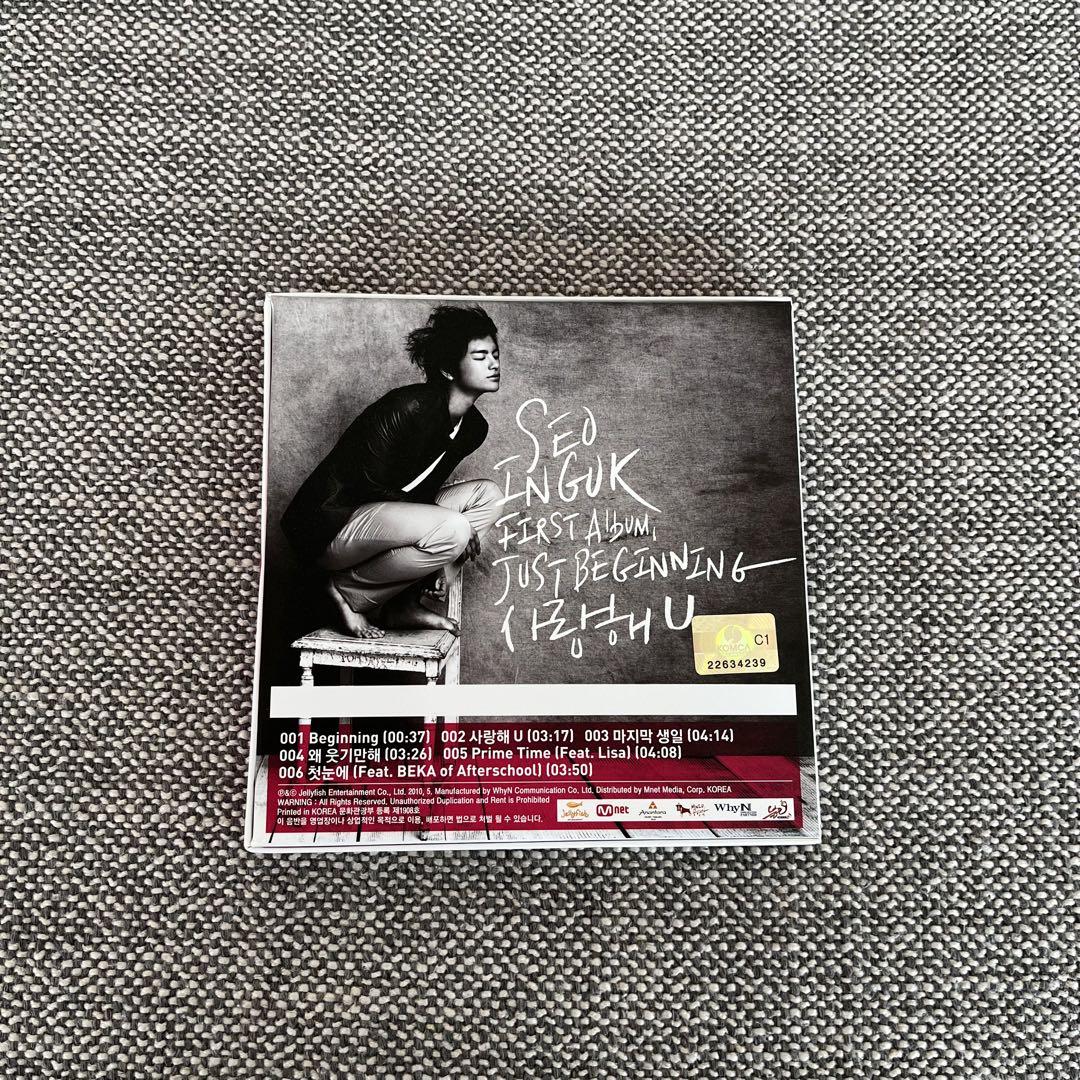 SEO
INGUK
FIRST AlbUM,
JUST BEGINNING
사랑해 U
KOMCA
C1
22634239
001 Beginning (00:37) 002 사랑해 U (03:17) 003 마지막 생일 (04:14)
004 왜 웃기만해 (03:26) 005 Prime Time (Feat. Lisa) (04:08)
006 첫눈에 (Feat. BEKA of Afterschool) (03:50)
℗&© Jellyfish Entertainment Co., Ltd. 2010, 5. Manufactured by WhyN Communication Co, Ltd, Distributed by Mnet Media, Corp. KOREA
WARNING : All Rights Reserved, Unauthorized Duplication and Rent is Prohibited
Printed in KOREA 문화관광부 등록 제1908호
이 음반을 영업장이나 상업적인 목적으로 이용, 배포하면 법으로 처벌 될 수 있습니다.
Jellyfish Mnet Anantara WhyN